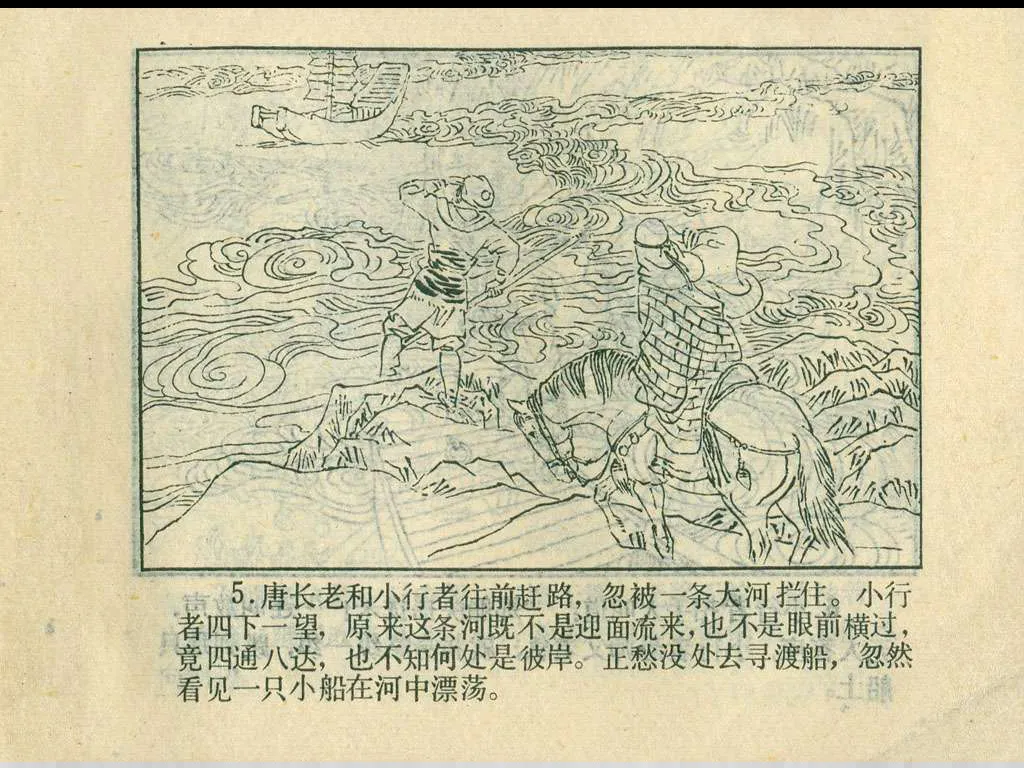 5.唐长老和小行者往前赶路，忽被一条大河拦住。小行
者四下一望，原来这条河既不是迎面流来，也不是眼前横过，
竟四通八达，也不知何处是彼岸。正愁没处去寻渡船，忽然
看见一只小船在河中漂荡。